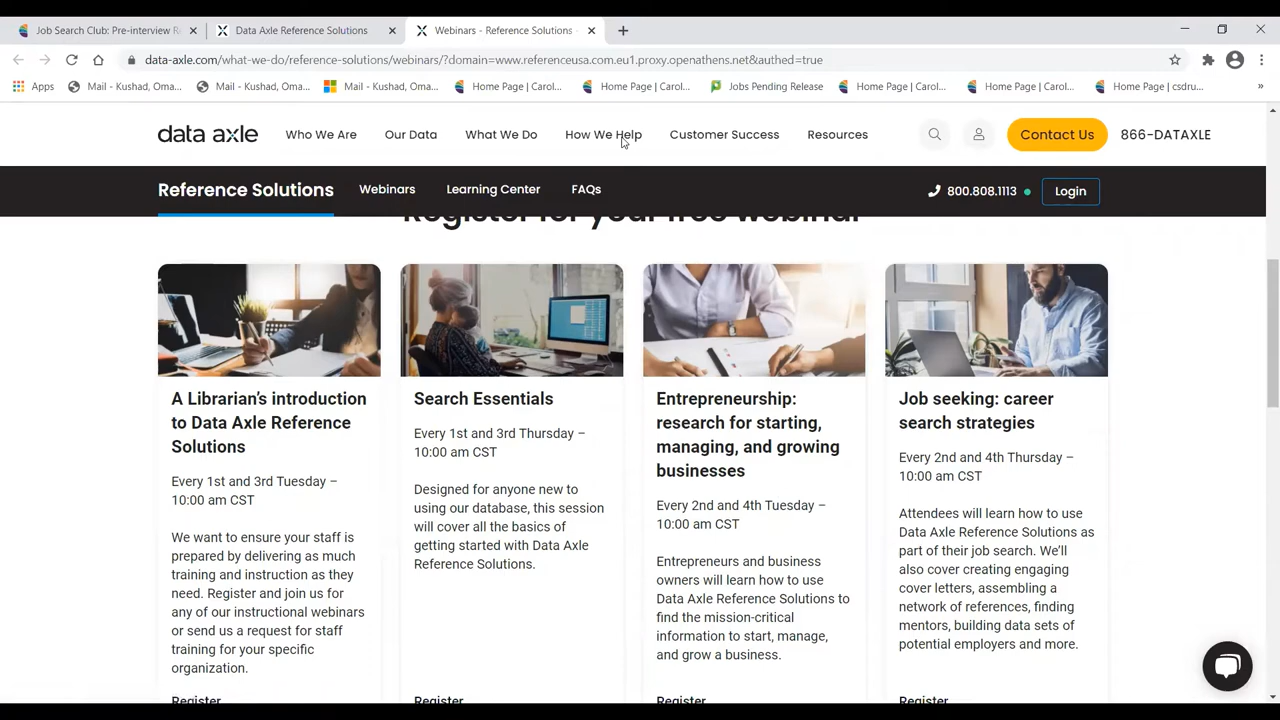 Job Search Club: Pre-interview R
Data Axle Reference Solutions
Webinars - Reference Solutions -
data-axle.com/what-we-do/reference-solutions/webinars/?domain=www.referenceusa.com.eu1.proxy.openathens.net&authed=true
Apps
Mail - Kushad, Oma...
Mail - Kushad, Oma...
Mail - Kushad, Oma...
Home Page | Carol...
Home Page | Carol...
Jobs Pending Release
Home Page | Carol...
Home Page | Carol...
Home Page | csdru...
»
data axle
Who We Are
Our Data
What We Do
How We Help
Customer Success
Resources
Contact Us
866-DATAXLE
Reference Solutions
Webinars
Learning Center
FAQs
800.808.1113
Login
Register for your free webinar
A Librarian's introduction
to Data Axle Reference
Solutions
Every 1st and 3rd Tuesday –
10:00 am CST
We want to ensure your staff is
prepared by delivering as much
training and instruction as they
need. Register and join us for
any of our instructional webinars
or send us a request for staff
training for your specific
organization.
Register
Search Essentials
Every 1st and 3rd Thursday –
10:00 am CST
Designed for anyone new to
using our database, this session
will cover all the basics of
getting started with Data Axle
Reference Solutions.
Register
Entrepreneurship:
research for starting,
managing, and growing
businesses
Every 2nd and 4th Tuesday –
10:00 am CST
Entrepreneurs and business
owners will learn how to use
Data Axle Reference Solutions to
find the mission-critical
information to start, manage,
and grow a business.
Register
Job seeking: career
search strategies
Every 2nd and 4th Thursday –
10:00 am CST
Attendees will learn how to use
Data Axle Reference Solutions as
part of their job search. We'll
also cover creating engaging
cover letters, assembling a
network of references, finding
mentors, building data sets of
potential employers and more.
Register